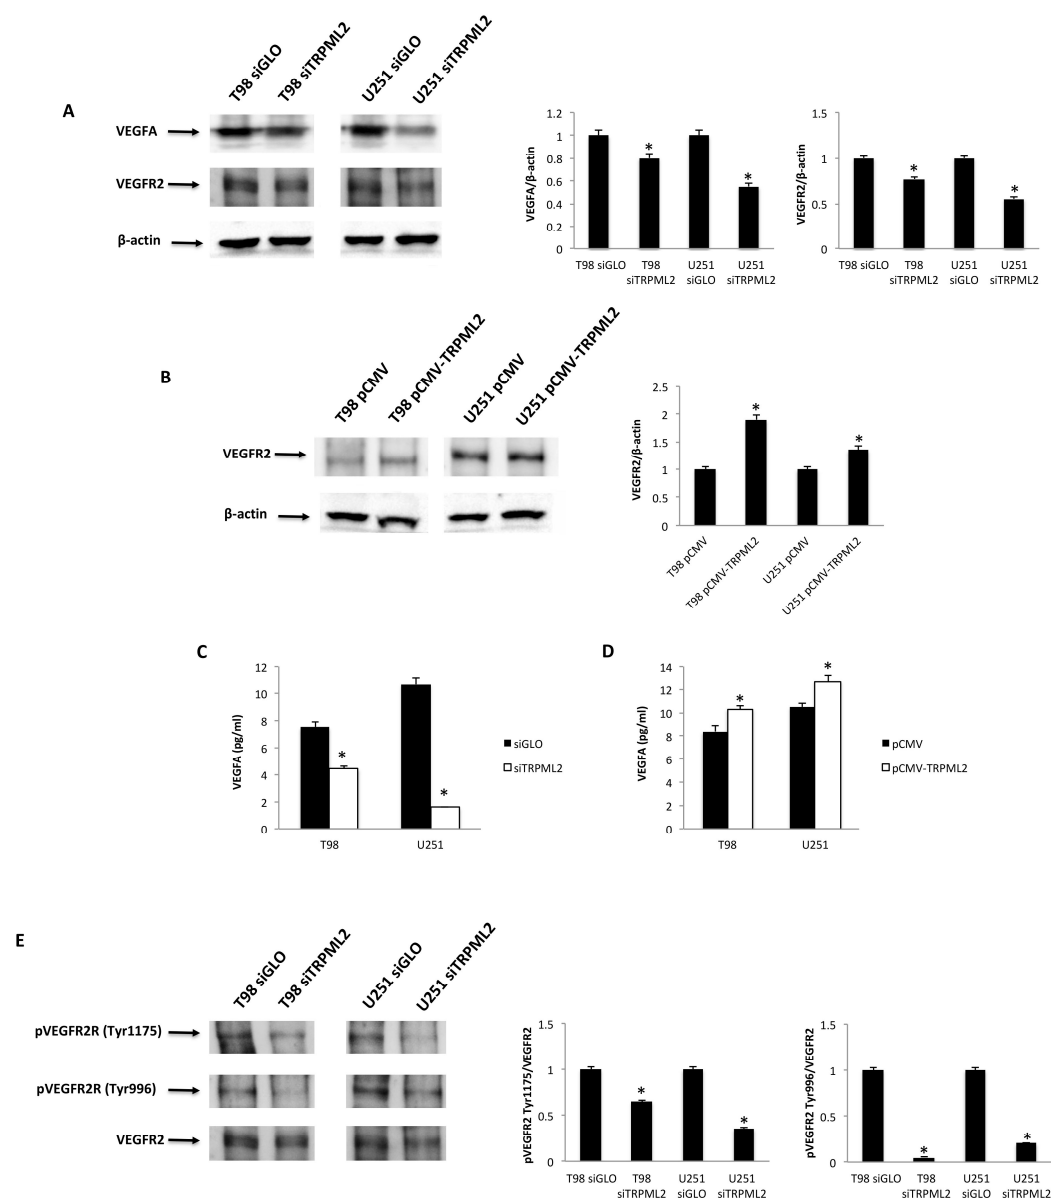 A
T98 siGLO
T98 siTRPML2
U251 siGLO
U251 siTRPML2
VEGFA
VEGFR2
β-actin
VEGFA/β-actin
1.2
1
0.8
0.6
0.4
0.2
0
*
*
T98 siGLO
T98 siTRPML2
U251 siGLO
U251 siTRPML2
VEGFR2/β-actin
1.5
1
0.5
0
*
*
T98 siGLO
T98 siTRPML2
U251 siGLO
U251 siTRPML2
B
T98 pCMV
T98 pCMV-TRPML2
U251 pCMV
U251 pCMV-TRPML2
VEGFR2
β-actin
VEGFR2/β-actin
2.5
2
1.5
1
0.5
0
*
*
T98 pCMV
T98 pCMV-TRPML2
U251 pCMV
U251 pCMV-TRPML2
C
VEGFA (pg/ml)
12
10
8
6
4
2
0
*
*
T98
U251
siGLO
siTRPML2
D
VEGFA (pg/ml)
14
12
10
8
6
4
2
0
*
*
T98
U251
pCMV
pCMV-TRPML2
E
T98 siGLO
T98 siTRPML2
U251 siGLO
U251 siTRPML2
pVEGFR2R (Tyr1175)
pVEGFR2R (Tyr996)
VEGFR2
pVEGFR2 Tyr1175/VEGFR2
1.5
1
0.5
0
*
*
T98 siGLO
T98 siTRPML2
U251 siGLO
U251 siTRPML2
pVEGFR2 Tyr996/VEGFR2
1.5
1
0.5
0
*
*
T98 siGLO
T98 siTRPML2
U251 siGLO
U251 siTRPML2